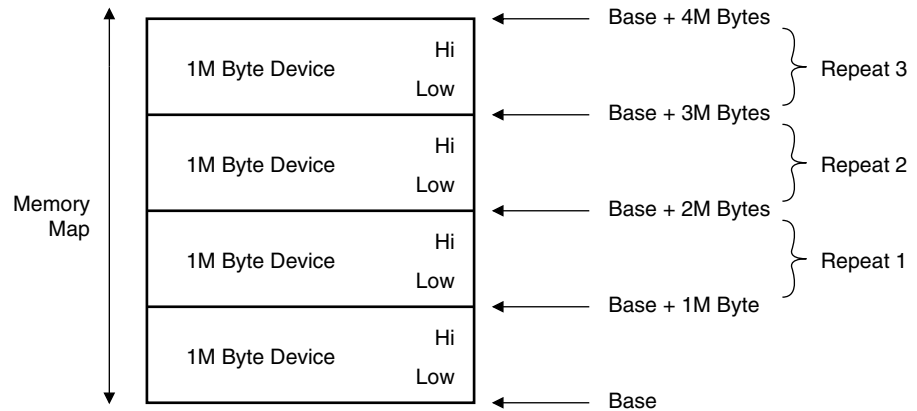 Base + 4M Bytes
Hi
1M Byte Device
Low
Repeat 3
Base + 3M Bytes
Hi
1M Byte Device
Low
Repeat 2
Memory
Map
Base + 2M Bytes
Hi
1M Byte Device
Low
Repeat 1
Base + 1M Byte
Hi
1M Byte Device
Low
Base